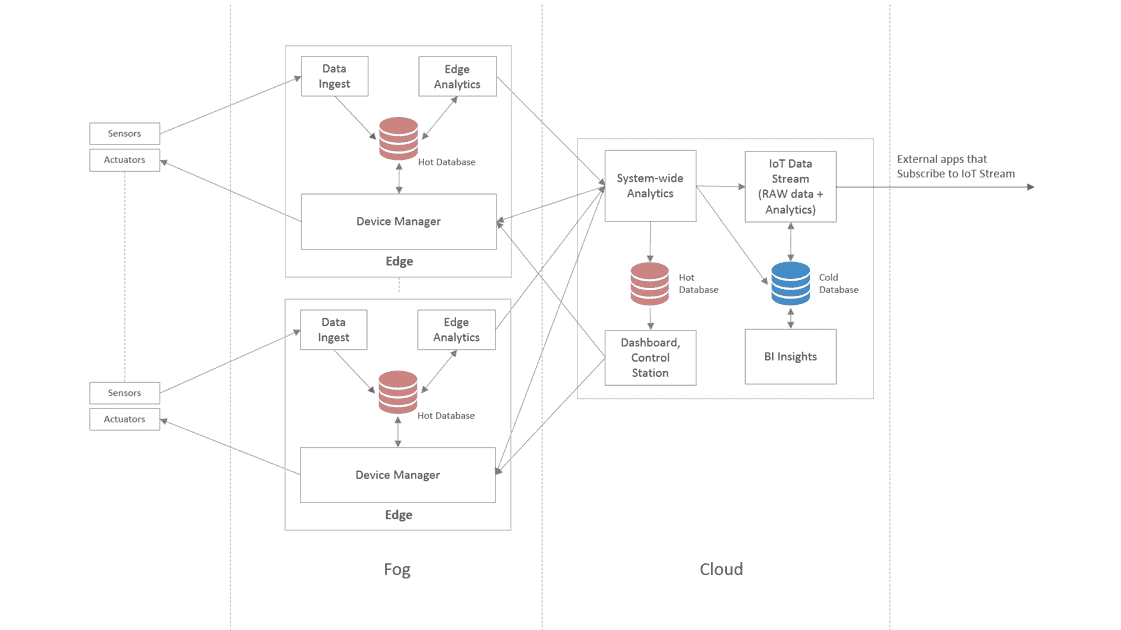 Sensors
Actuators
Data
Ingest
Edge
Analytics
Hot Database
Device Manager
Edge
Sensors
Actuators
Data
Ingest
Edge
Analytics
Hot Database
Device Manager
Edge
Fog
System-wide
Analytics
IoT Data
Stream
(RAW data +
Analytics)
Hot
Database
Cold
Database
Dashboard,
Control
Station
BI Insights
Cloud
External apps that
Subscribe to IoT Stream